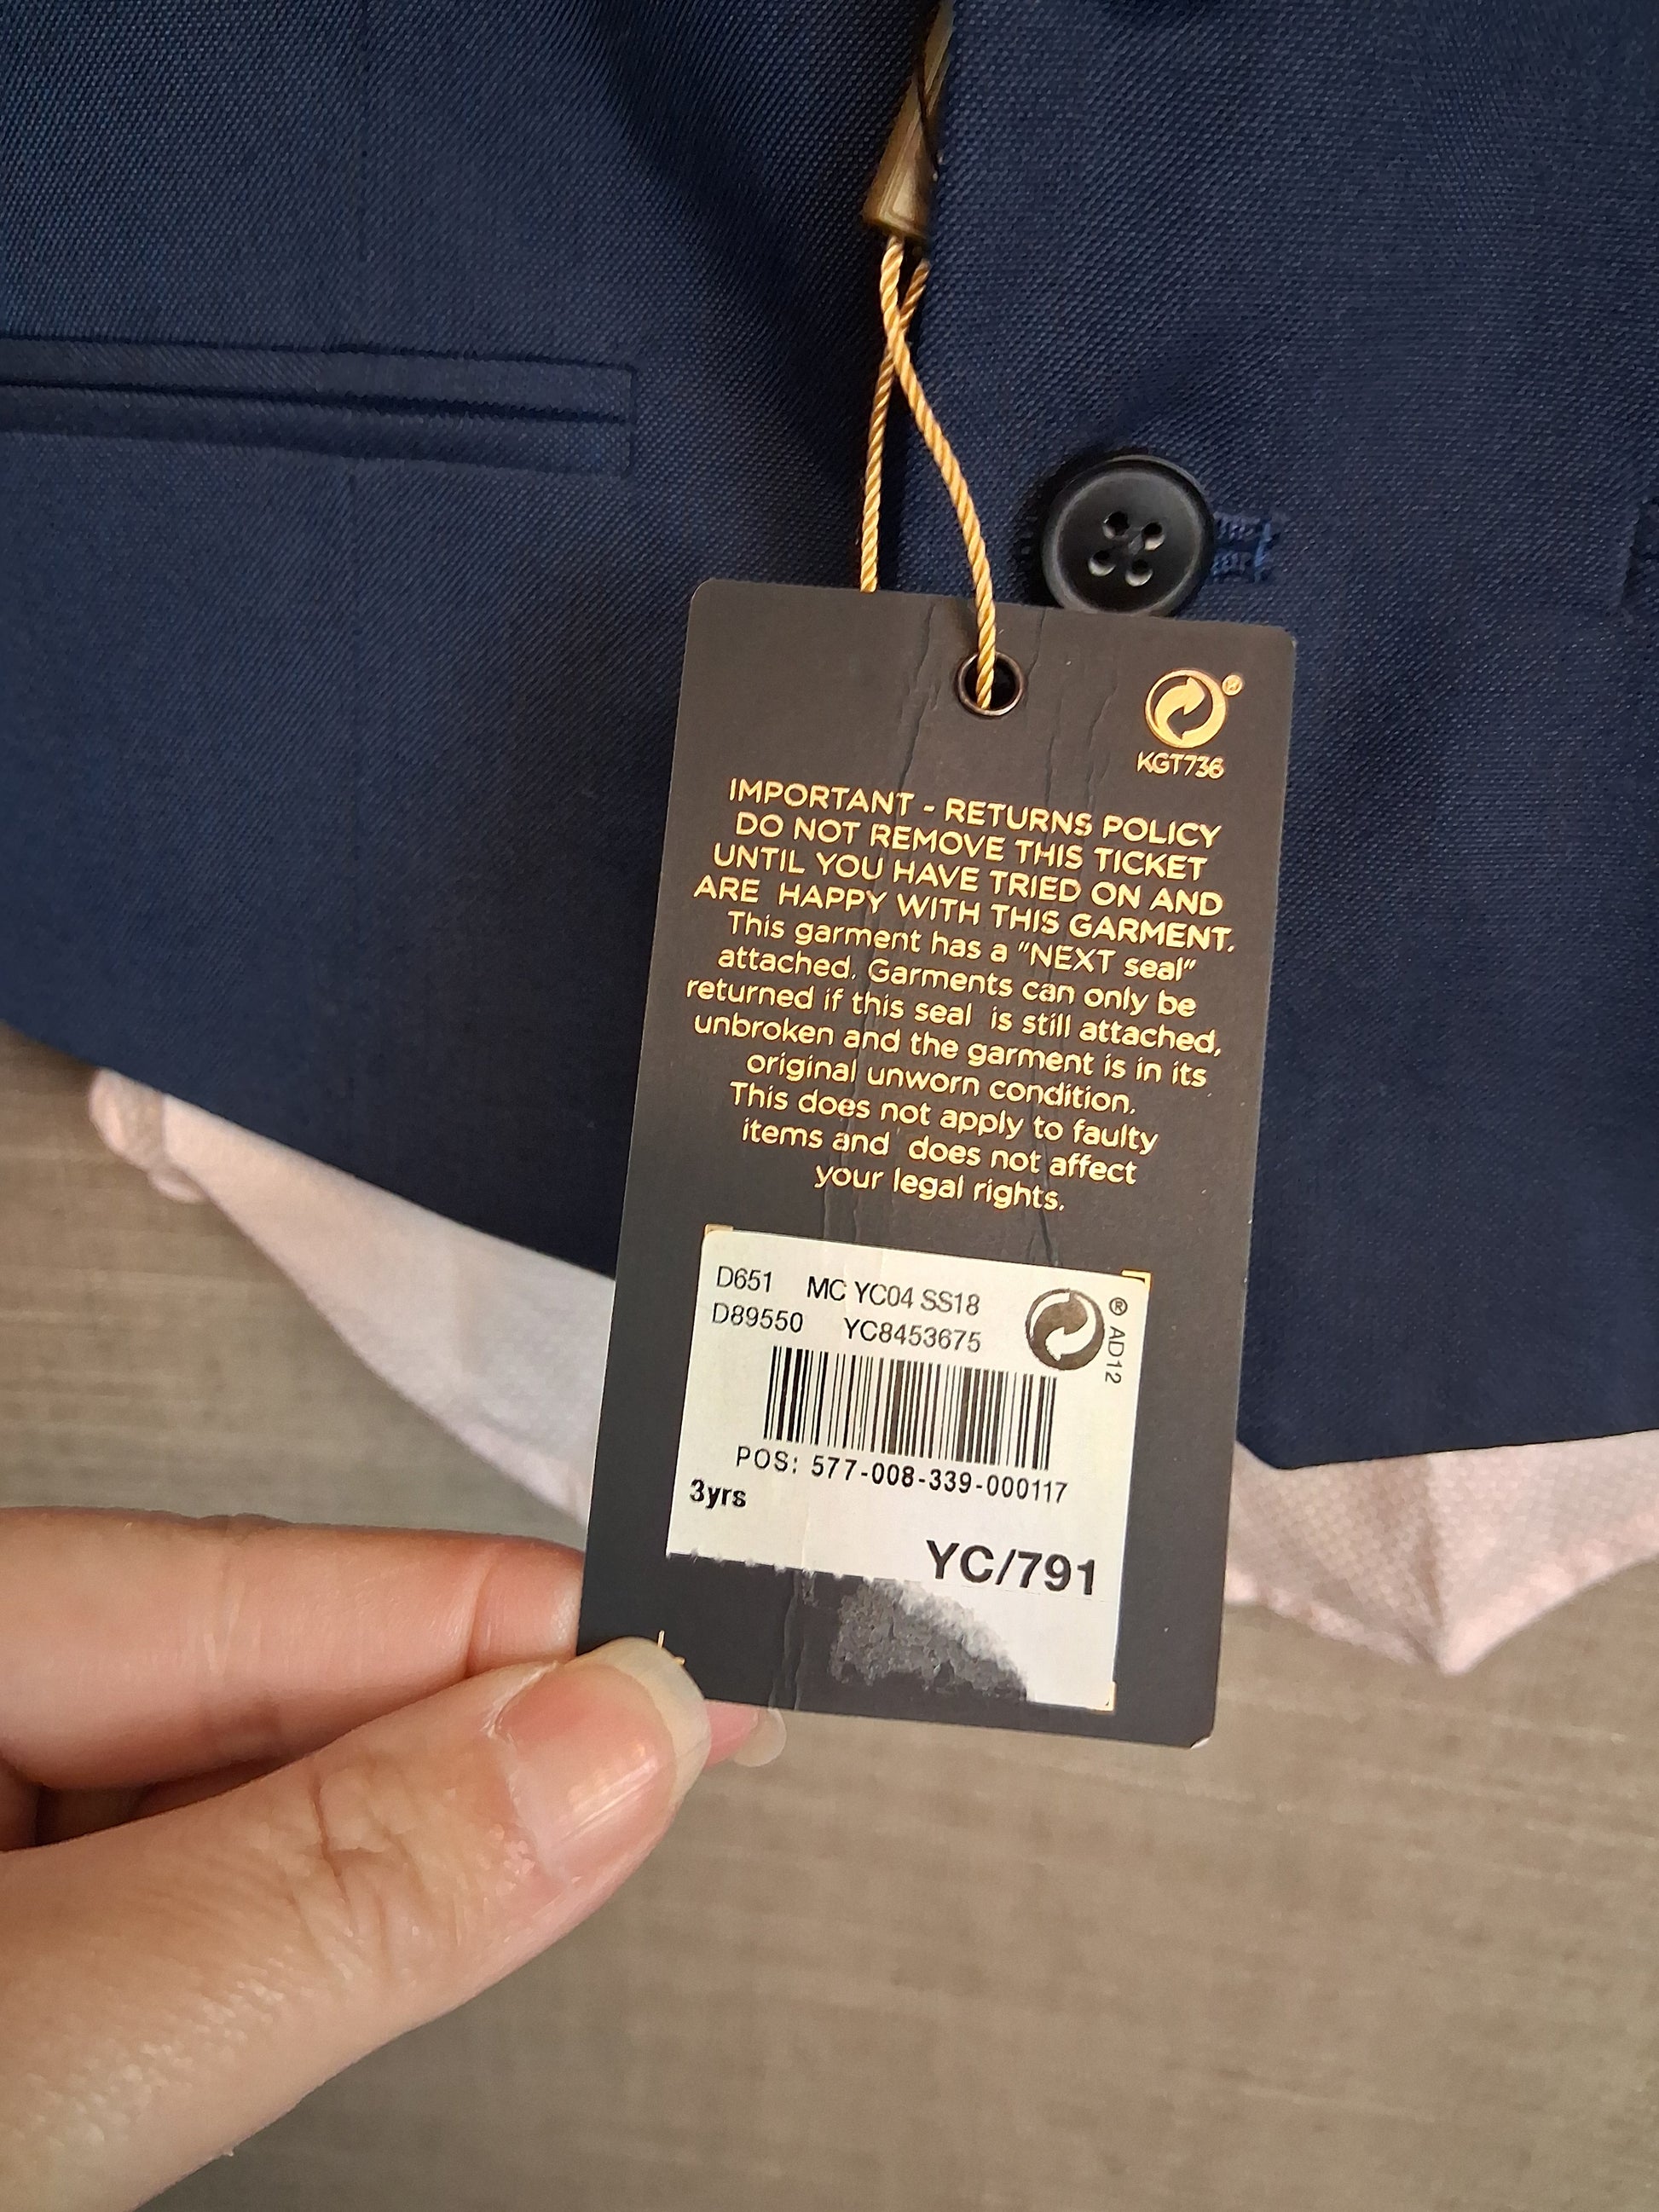 ®
KGT736
IMPORTANT - RETURNS POLICY
DO NOT REMOVE THIS TICKET
UNTIL YOU HAVE TRIED ON AND
ARE HAPPY WITH THIS GARMENT.
This garment has a "NEXT seal"
attached. Garments can only be
returned if this seal is still attached,
unbroken and the garment is in its
original unworn condition.
This does not apply to faulty
items and does not affect
your legal rights.
D651 MC YC04 SS18
D89550 YC8453675
® AD12
POS: 577-008-339-000117
3yrs
YC/791